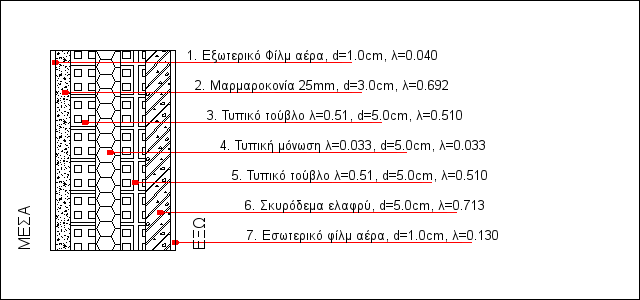 1. Εξωτερικό Φίλμ αέρα, d=1.0cm, λ=0.040
2. Μαρμαροκονία 25mm, d=3.0cm, λ=0.692
3. Τυπικό τούβλο λ=0.51, d=5.0cm, λ=0.510
4. Τυπική μόνωση λ=0.033, d=5.0cm, λ=0.033
5. Τυπικό τούβλο λ=0.51, d=5.0cm, λ=0.510
6. Σκυρόδεμα ελαφρύ, d=5.0cm, λ=0.713
7. Εσωτερικό φίλμ αέρα, d=1.0cm, λ=0.130
ΜΕΣΑ
ΕΞΩ